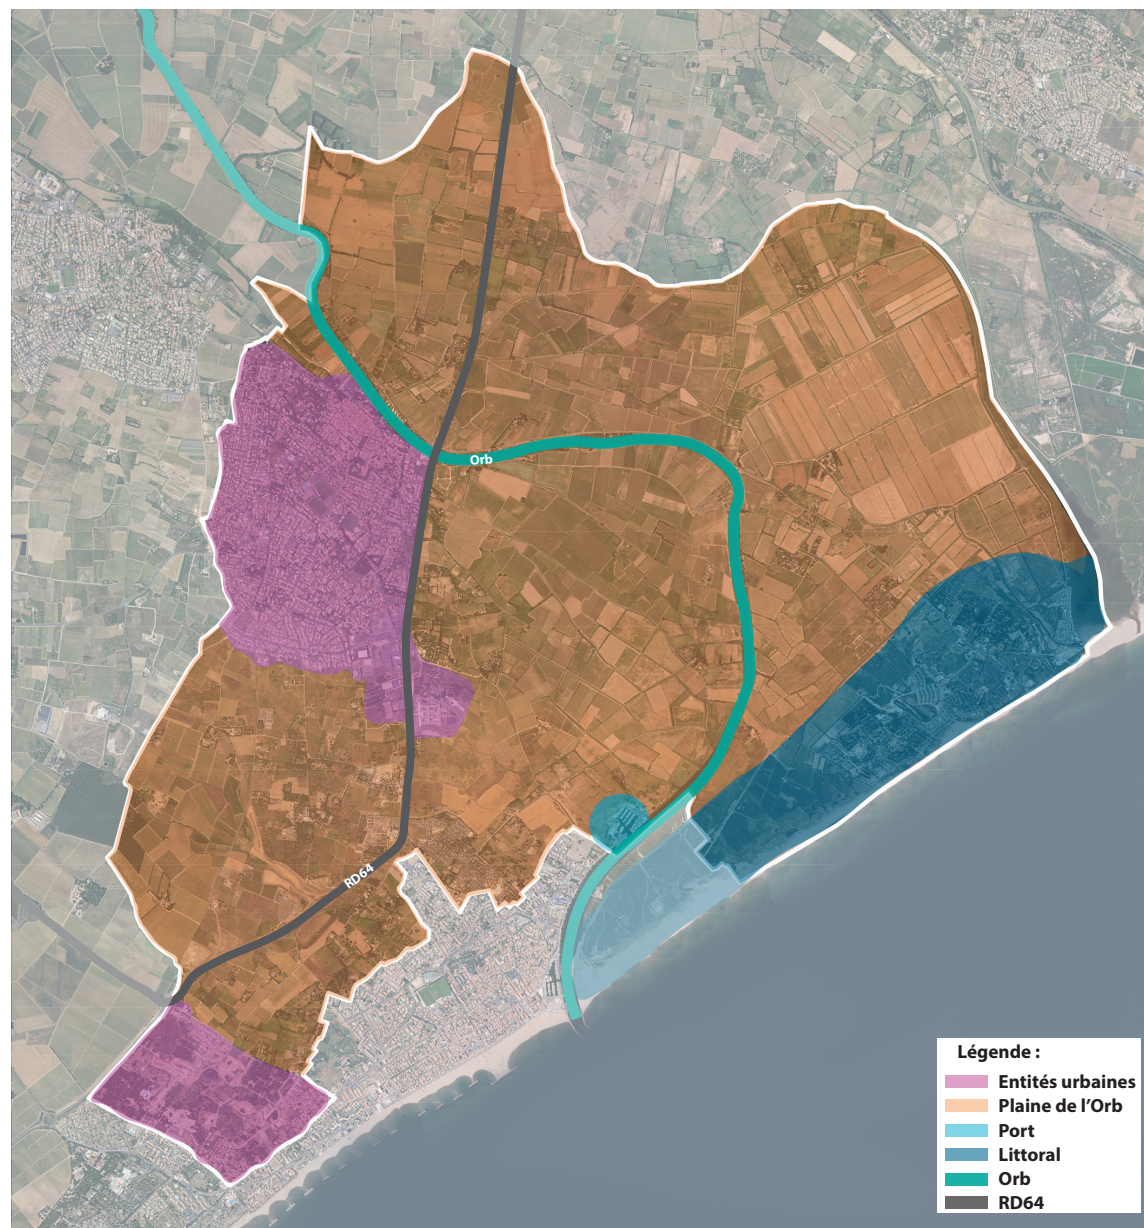 Orb
RD64
Légende :
Entités urbaines
Plaine de l’Orb
Port
Littoral
Orb
RD64